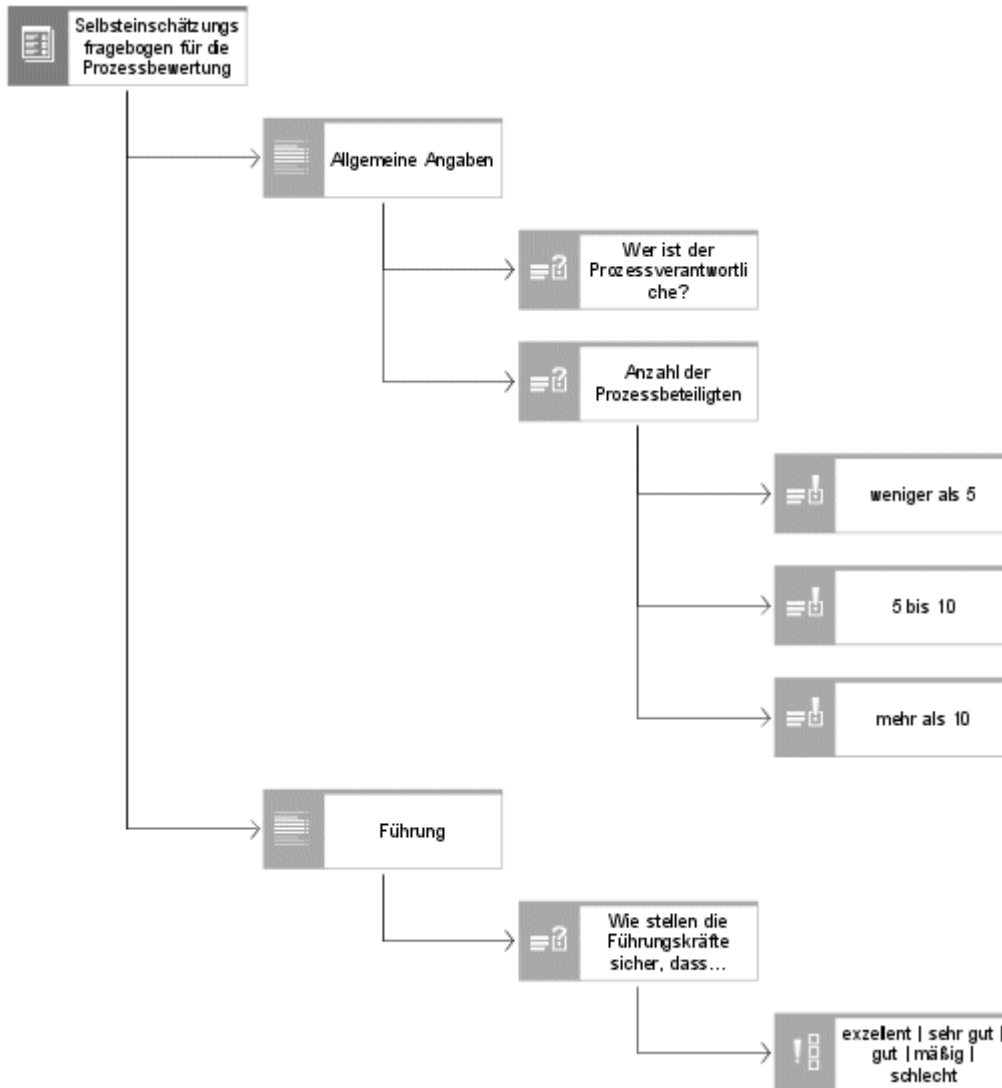 Selbsteinschätzungs
fragebogen für die
Prozessbewertung
Allgemeine Angaben
Wer ist der
Prozessverantwortli
che?
Anzahl der
Prozessbeteiligten
weniger als 5
5 bis 10
mehr als 10
Führung
Wie stellen die
Führungskräfte
sicher, dass...
exzellent | sehr gut |
gut | mäßig |
schlecht